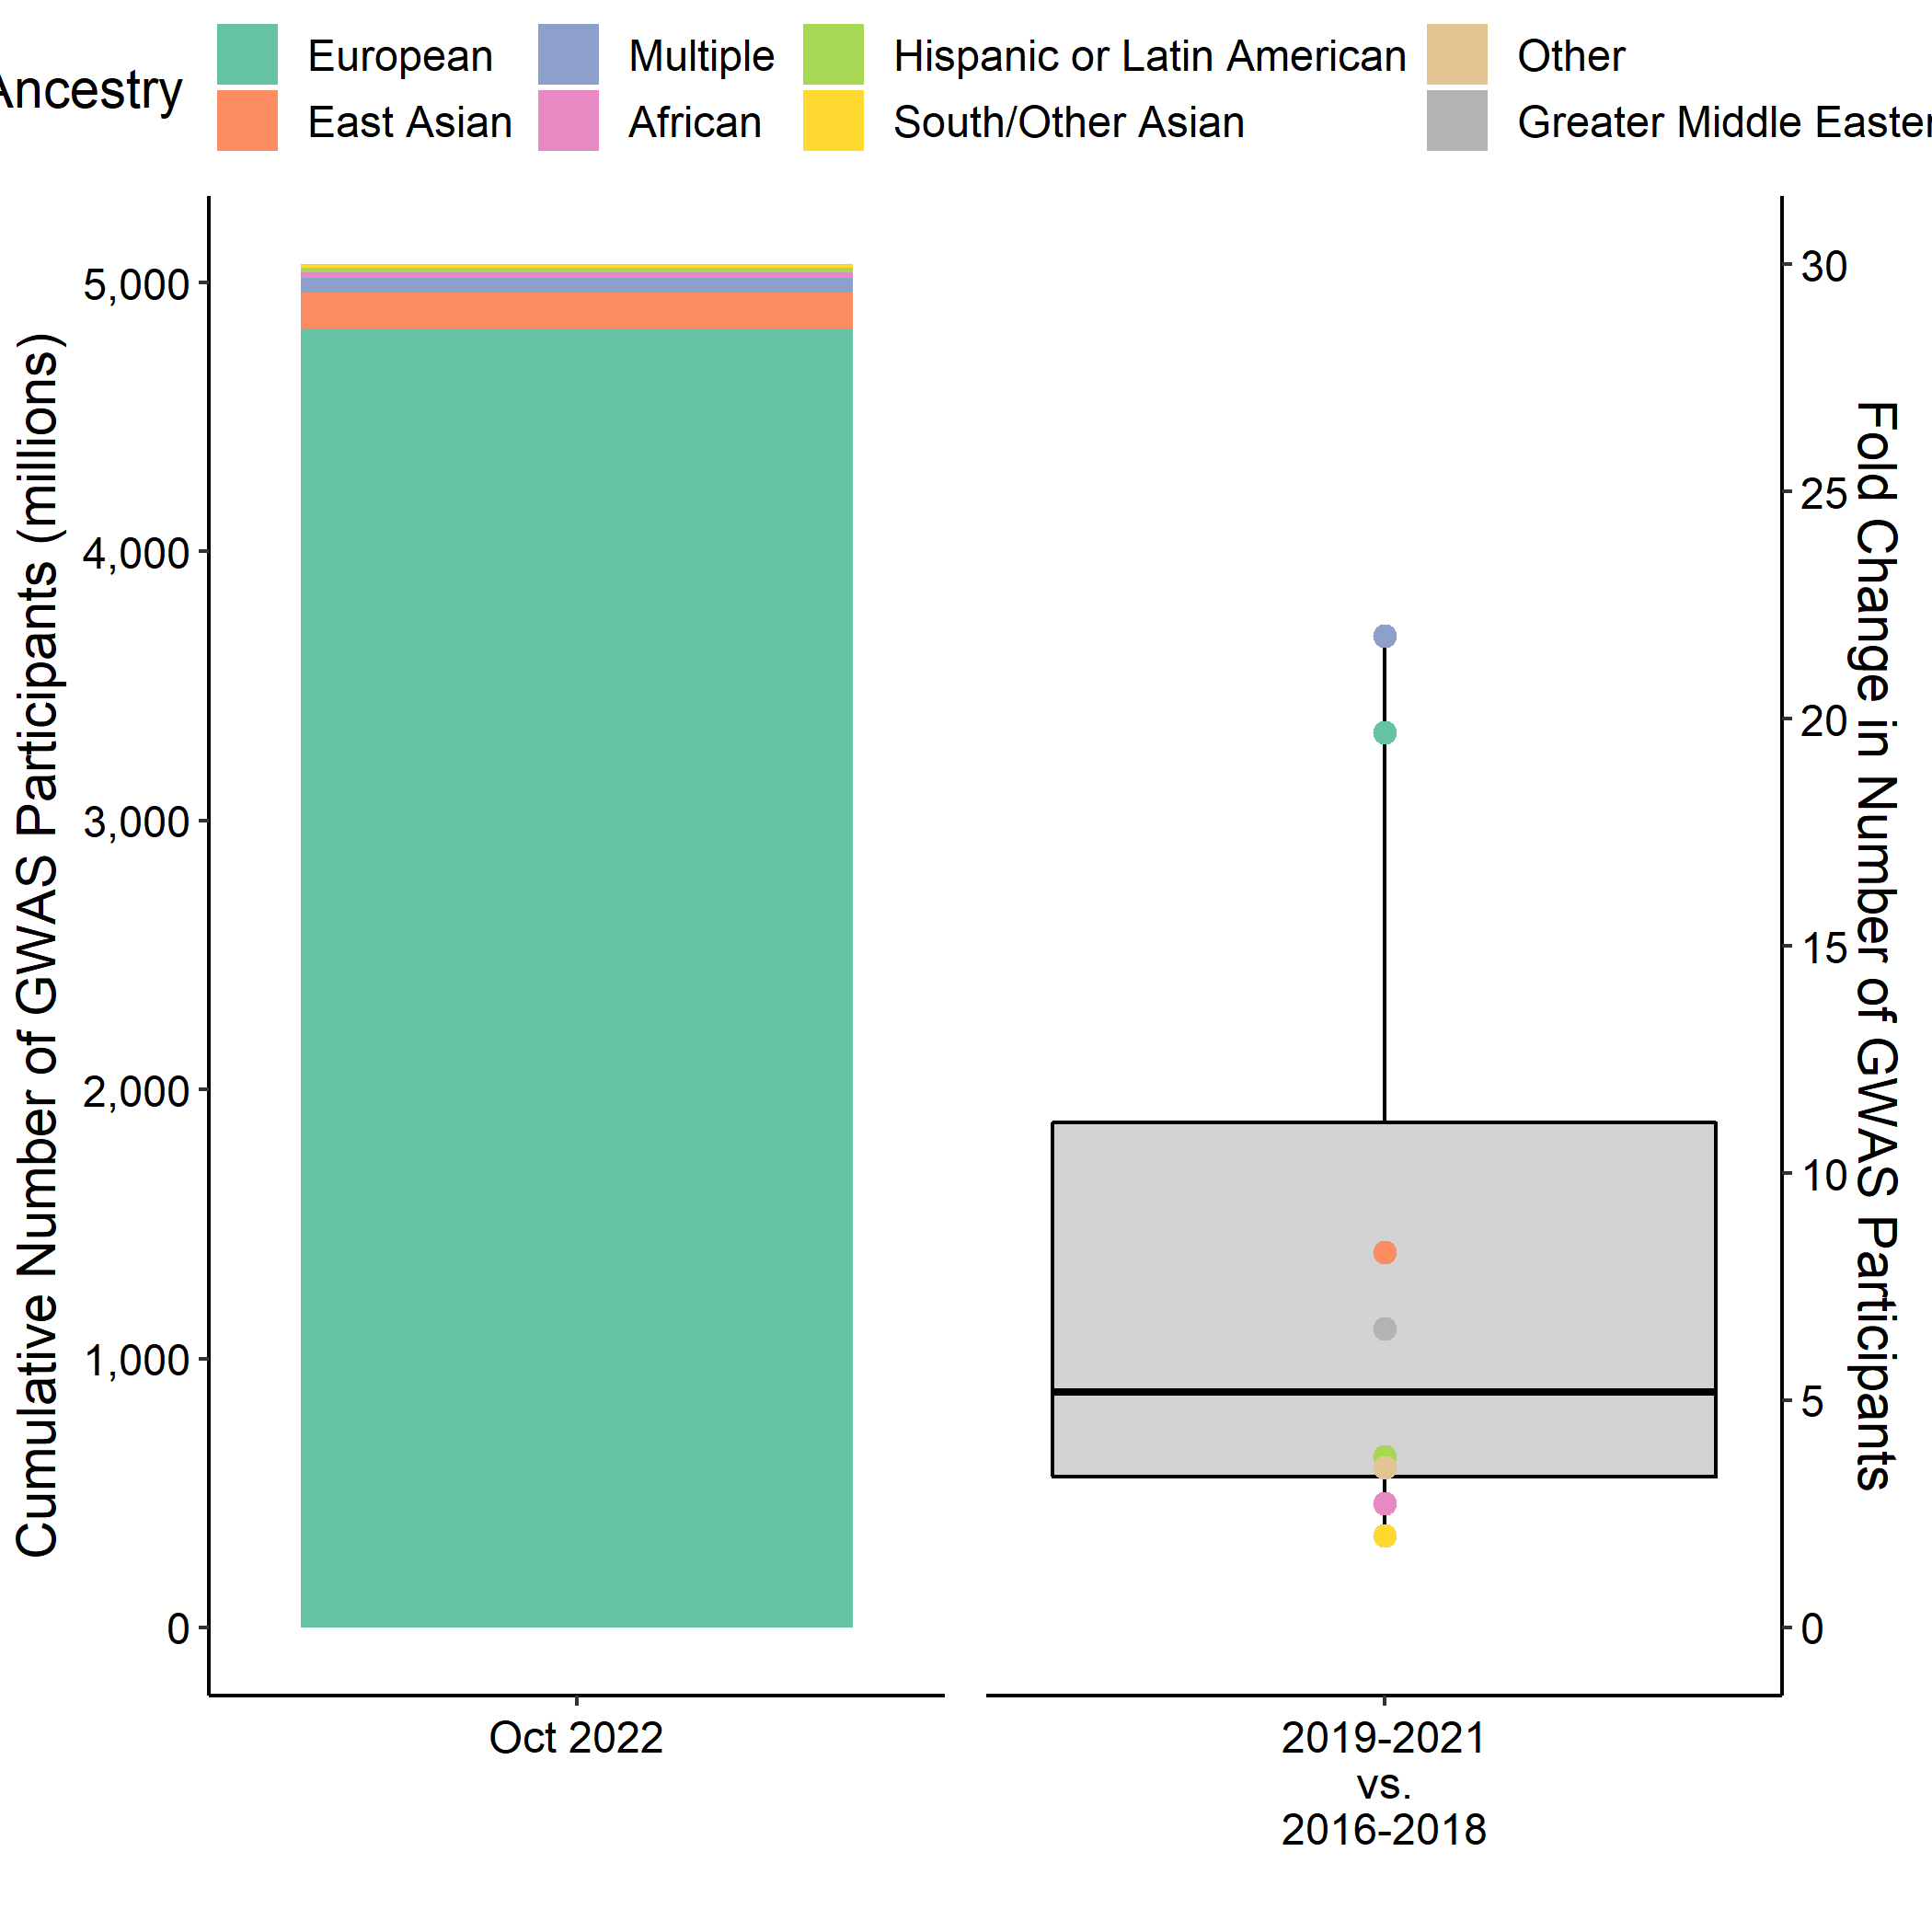 Ancestry
European
Multiple
Hispanic or Latin American
Other
East Asian
African
South/Other Asian
Greater Middle Easter
Cumulative Number of GWAS Participants (millions)
5,000
4,000
3,000
2,000
1,000
0
Oct 2022
30
25
20
15
10
5
0
Fold Change in Number of GWAS Participants
2019-2021
vs.
2016-2018